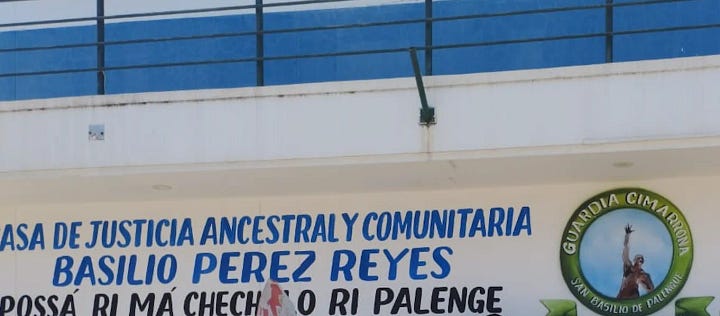 ASA DE JUSTICIA ANCESTRAL Y COMUNITARIA
BASILIO PEREZ REYES
POSSÁ RI MÁ RI PALENGE
GUARDIA CIMARRONA
SAN BASILIO DE PALENQUE